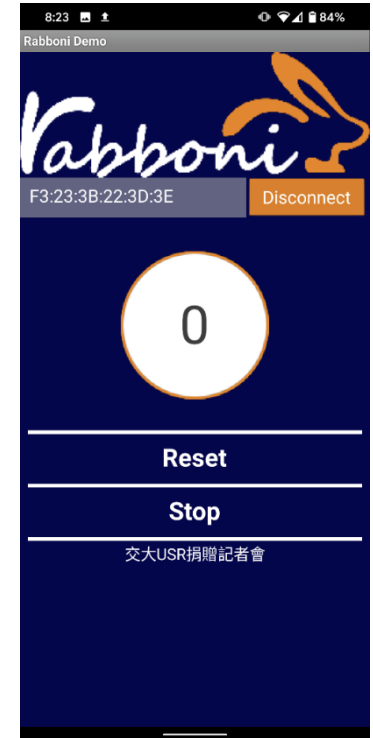 8:23 84%
Rabboni Demo
rabboni
F3:23:3B:22:3D:3E Disconnect
0
Reset
Stop
交大USR捐贈記者會